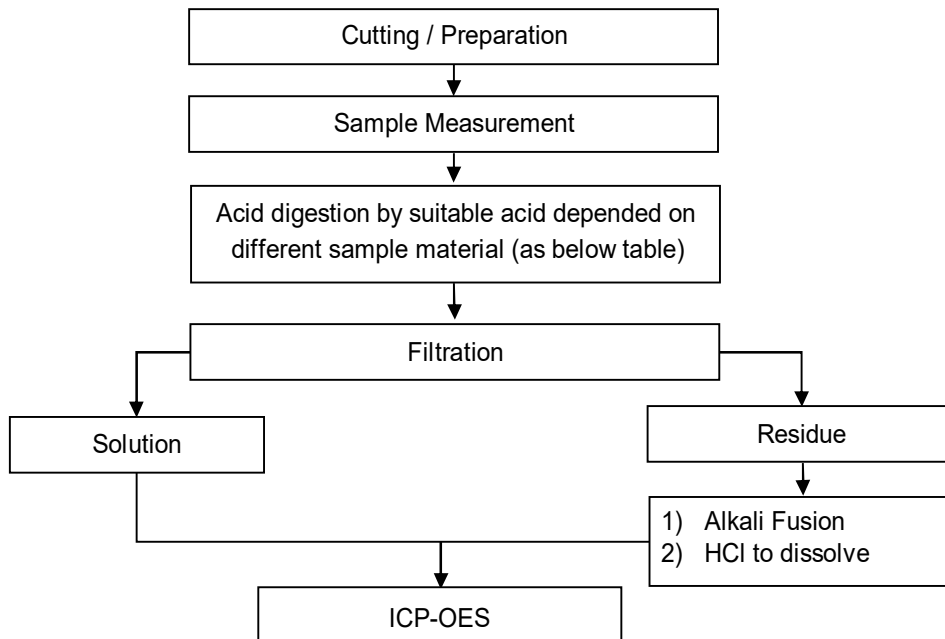 Cutting / Preparation
Sample Measurement
Acid digestion by suitable acid depended on
different sample material (as below table)
Filtration
Solution
Residue
1) Alkali Fusion
2) HCl to dissolve
ICP-OES